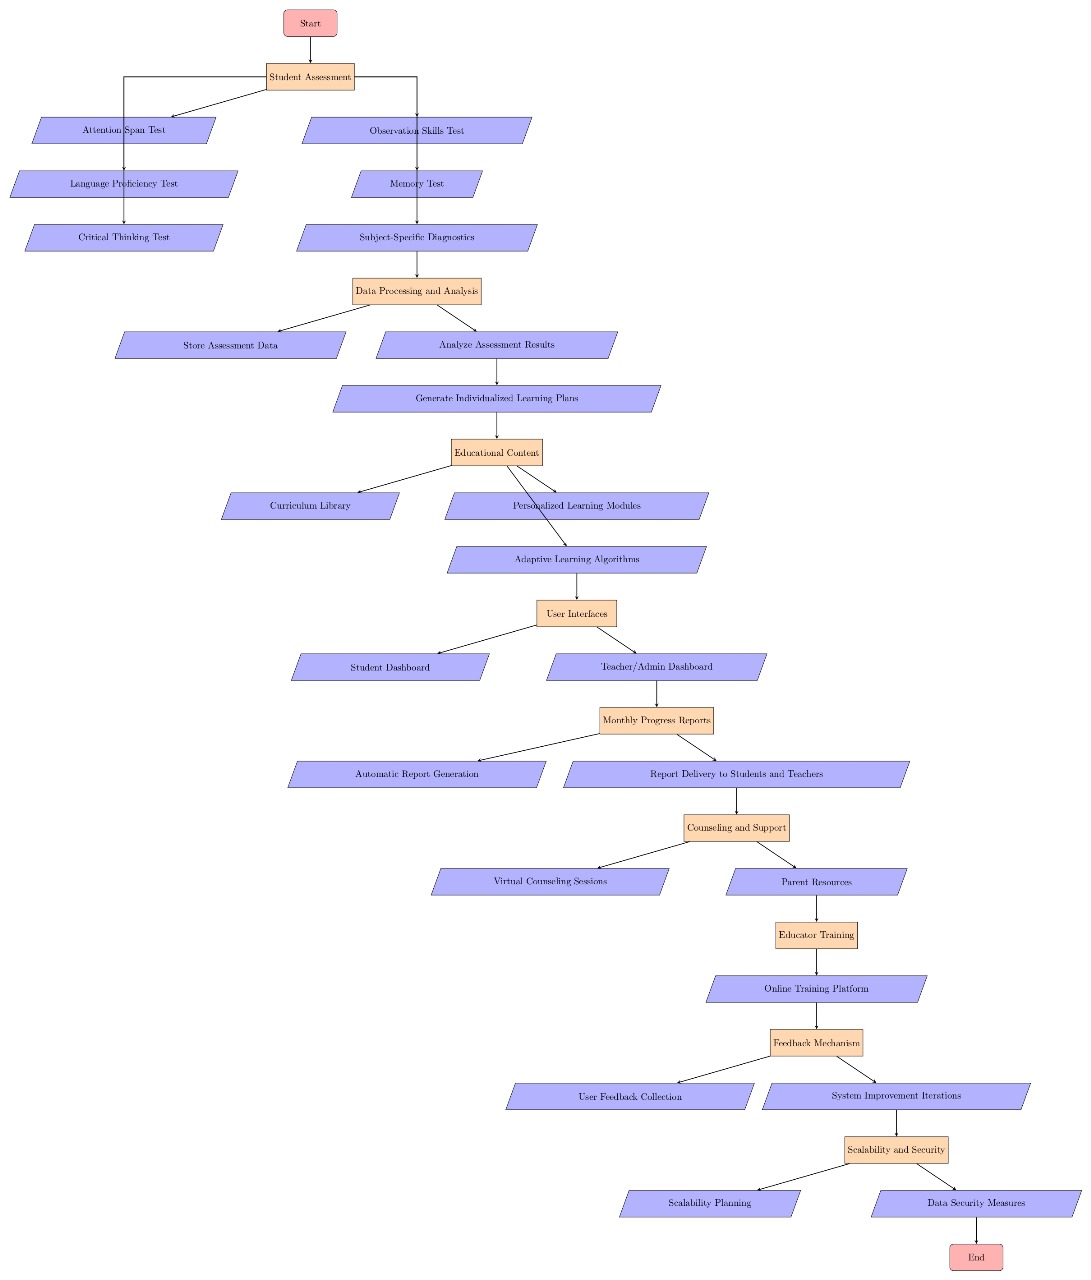 Start
Student Assessment
Attention Span Test
Observation Skills Test
Language Proficiency Test
Memory Test
Critical Thinking Test
Subject-Specific Diagnostics
Data Processing and Analysis
Store Assessment Data
Analyze Assessment Results
Generate Individualized Learning Plans
Educational Content
Curriculum Library
Personalized Learning Modules
Adaptive Learning Algorithms
User Interfaces
Student Dashboard
Teacher/Admin Dashboard
Monthly Progress Reports
Automatic Report Generation
Report Delivery to Students and Teachers
Counseling and Support
Virtual Counseling Sessions
Parent Resources
Educator Training
Online Training Platform
Feedback Mechanism
User Feedback Collection
System Improvement Iterations
Scalability and Security
Scalability Planning
Data Security Measures
End